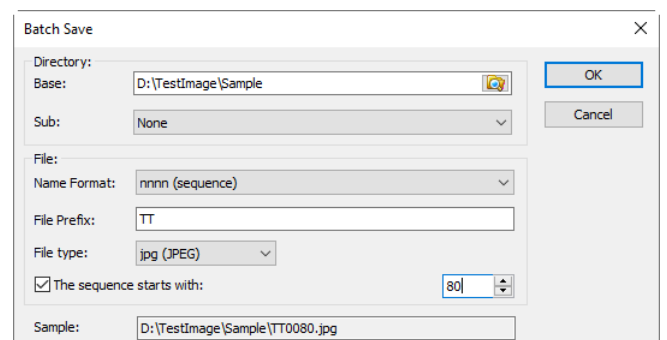 Batch Save
Directory:
Base: D:\TestImage\Sample OK
Sub: None Cancel
File:
Name Format: nnnn (sequence)
File Prefix: TT
File type: jpg (JPEG)
The sequence starts with: 80
Sample: D:\TestImage\Sample\TT0080.jpg